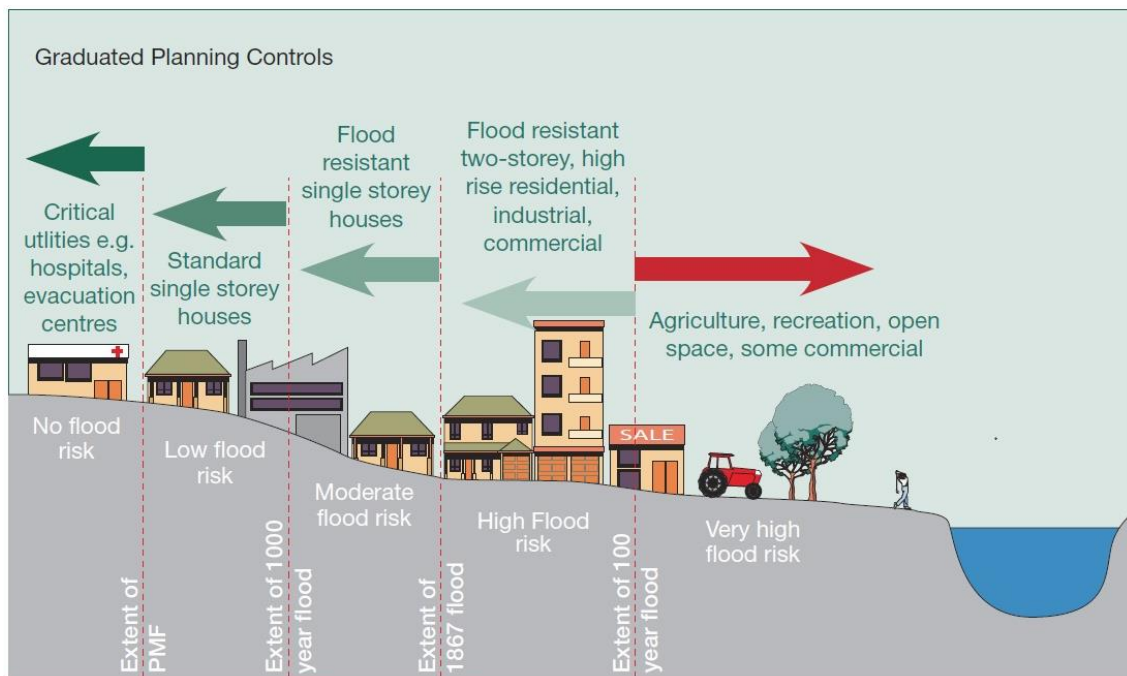 Graduated Planning Controls
Critical
utlities e.g.
hospitals,
evacuation
centres
Standard
single storey
houses
Flood
resistant
single storey
houses
Flood resistant
two-storey, high
rise residential,
industrial,
commercial
Agriculture, recreation, open
space, some commercial
SALE
No flood
risk
Low flood
risk
Moderate
flood risk
High Flood
risk
Very high
flood risk
Extent of
PMF
Extent of 1000
year flood
Extent of
1867 flood
Extent of 100
year flood